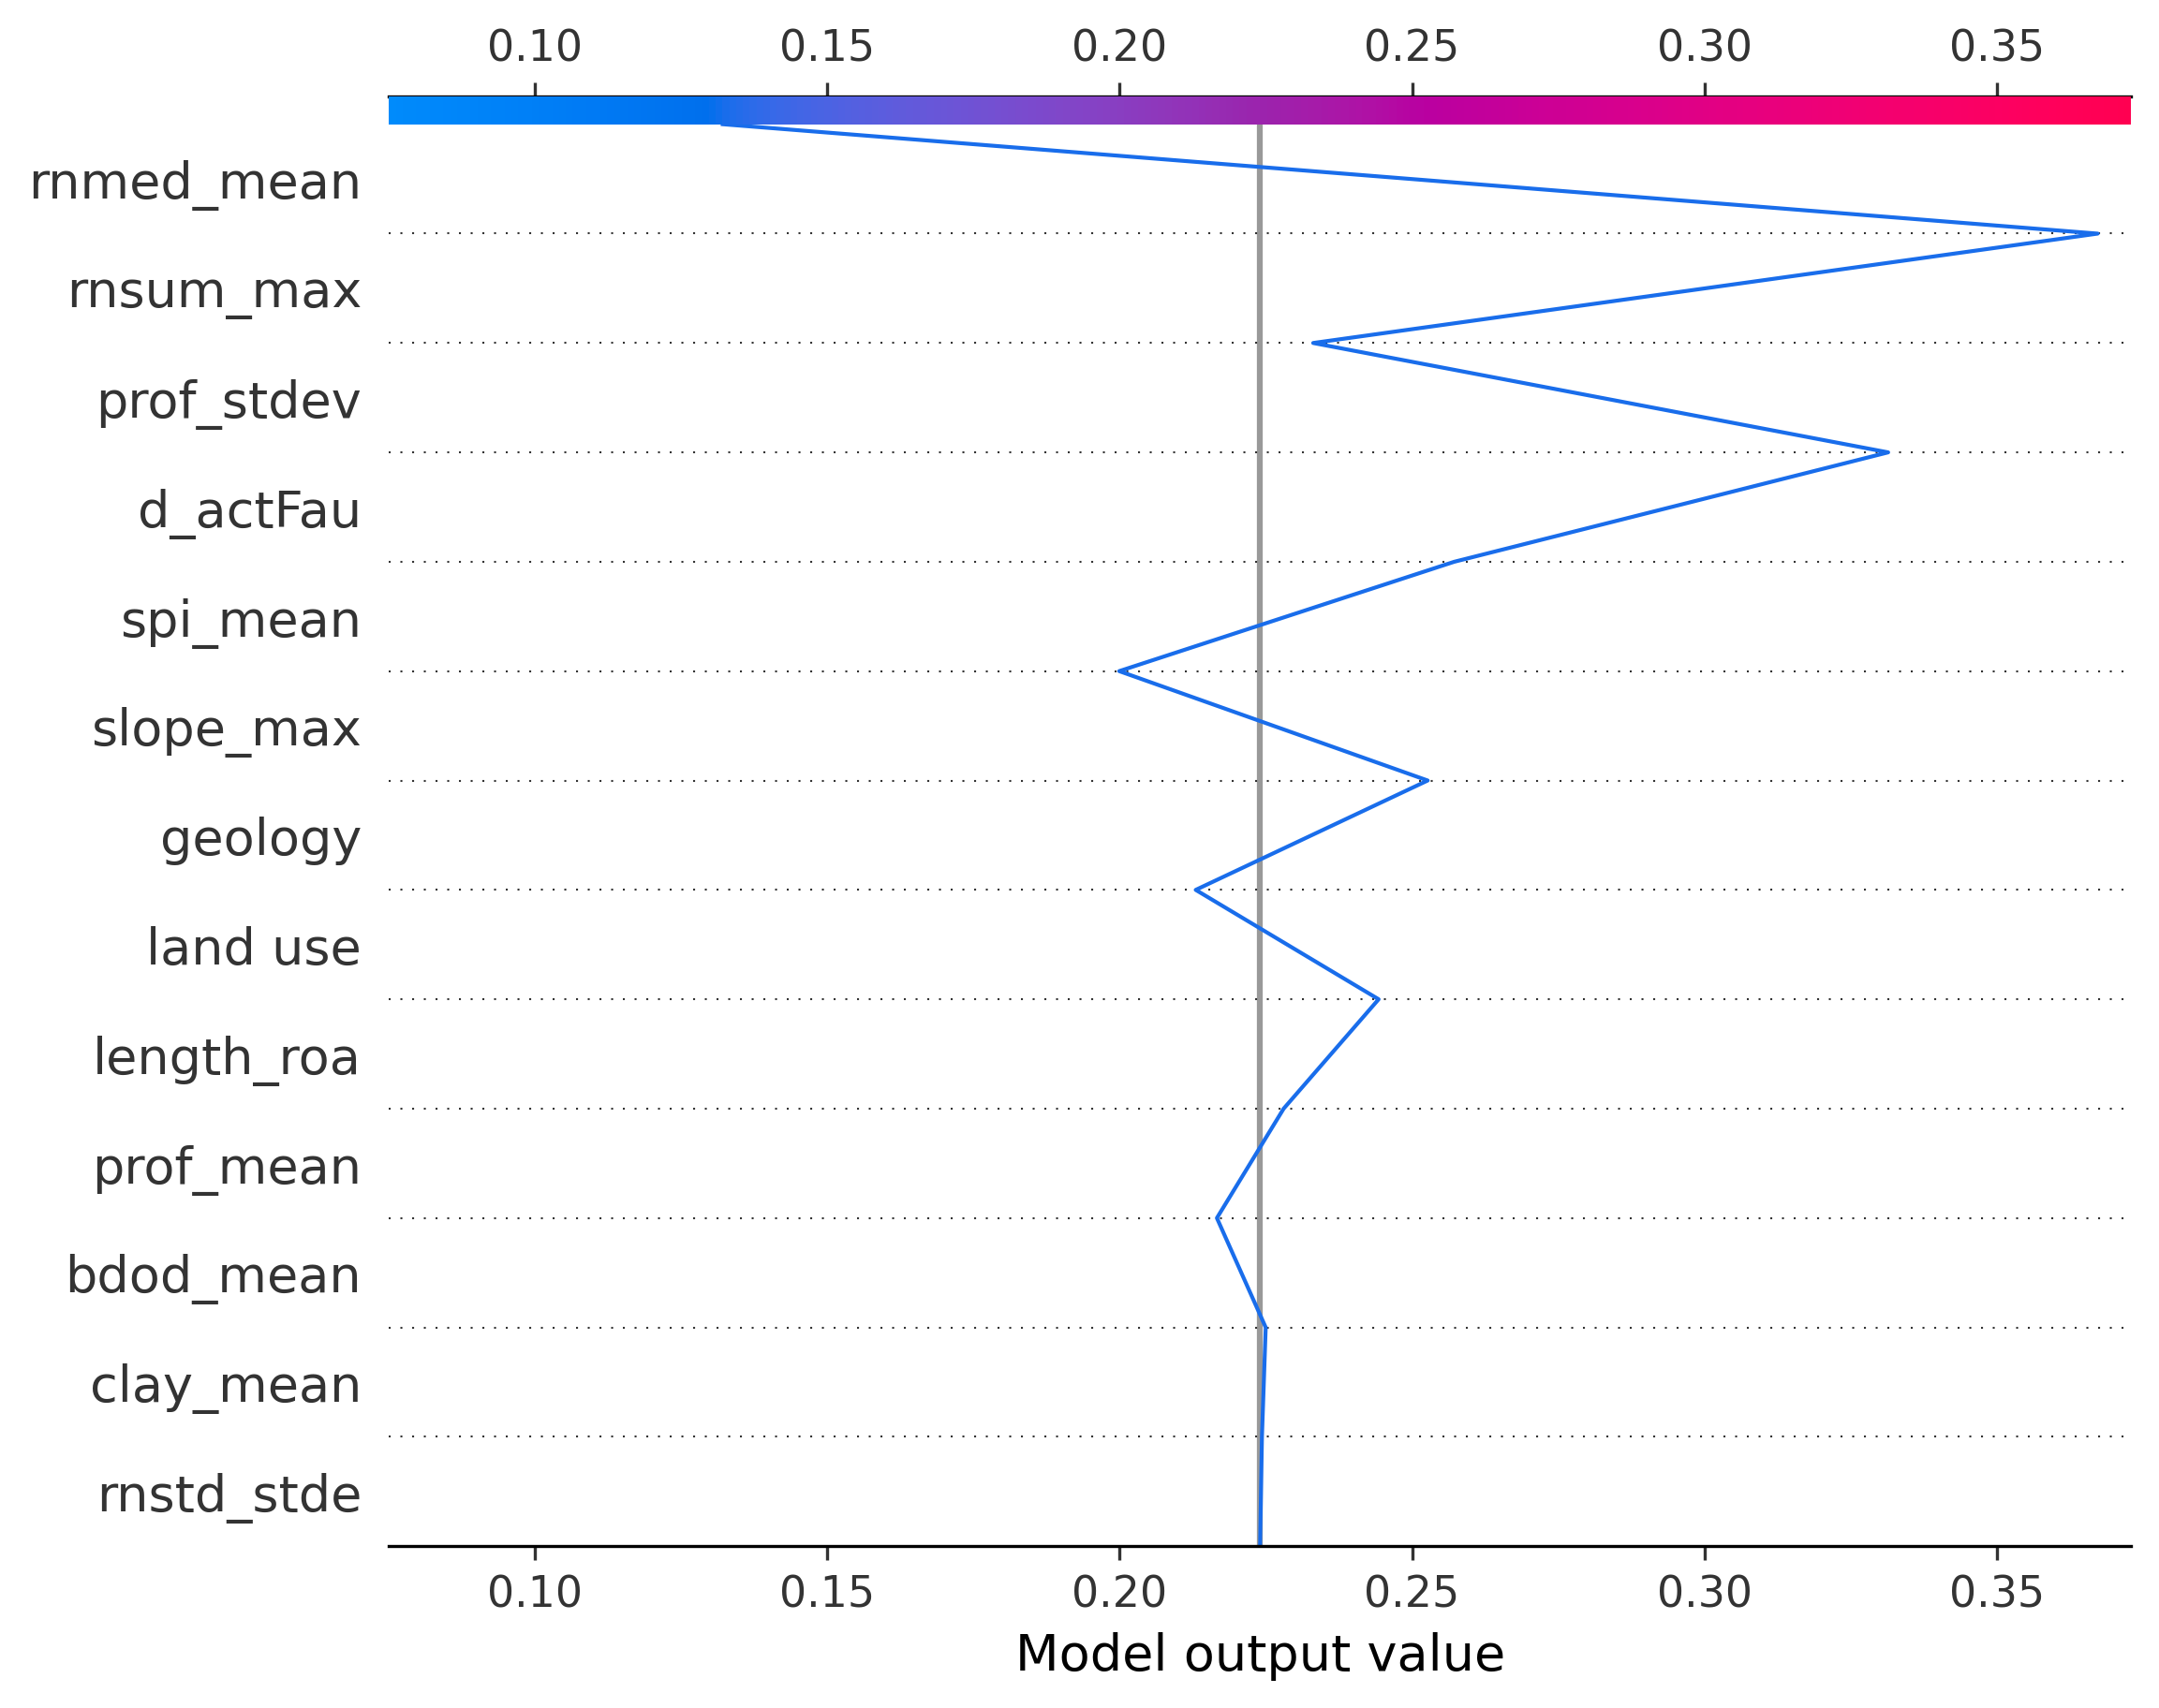 0.10 0.15 0.20 0.25 0.30 0.35
rnmed_mean
rnsum_max
prof_stdev
d_actFau
spi_mean
slope_max
geology
land use
length_roa
prof_mean
bdod_mean
clay_mean
rnstd_stde
0.10 0.15 0.20 0.25 0.30 0.35
Model output value